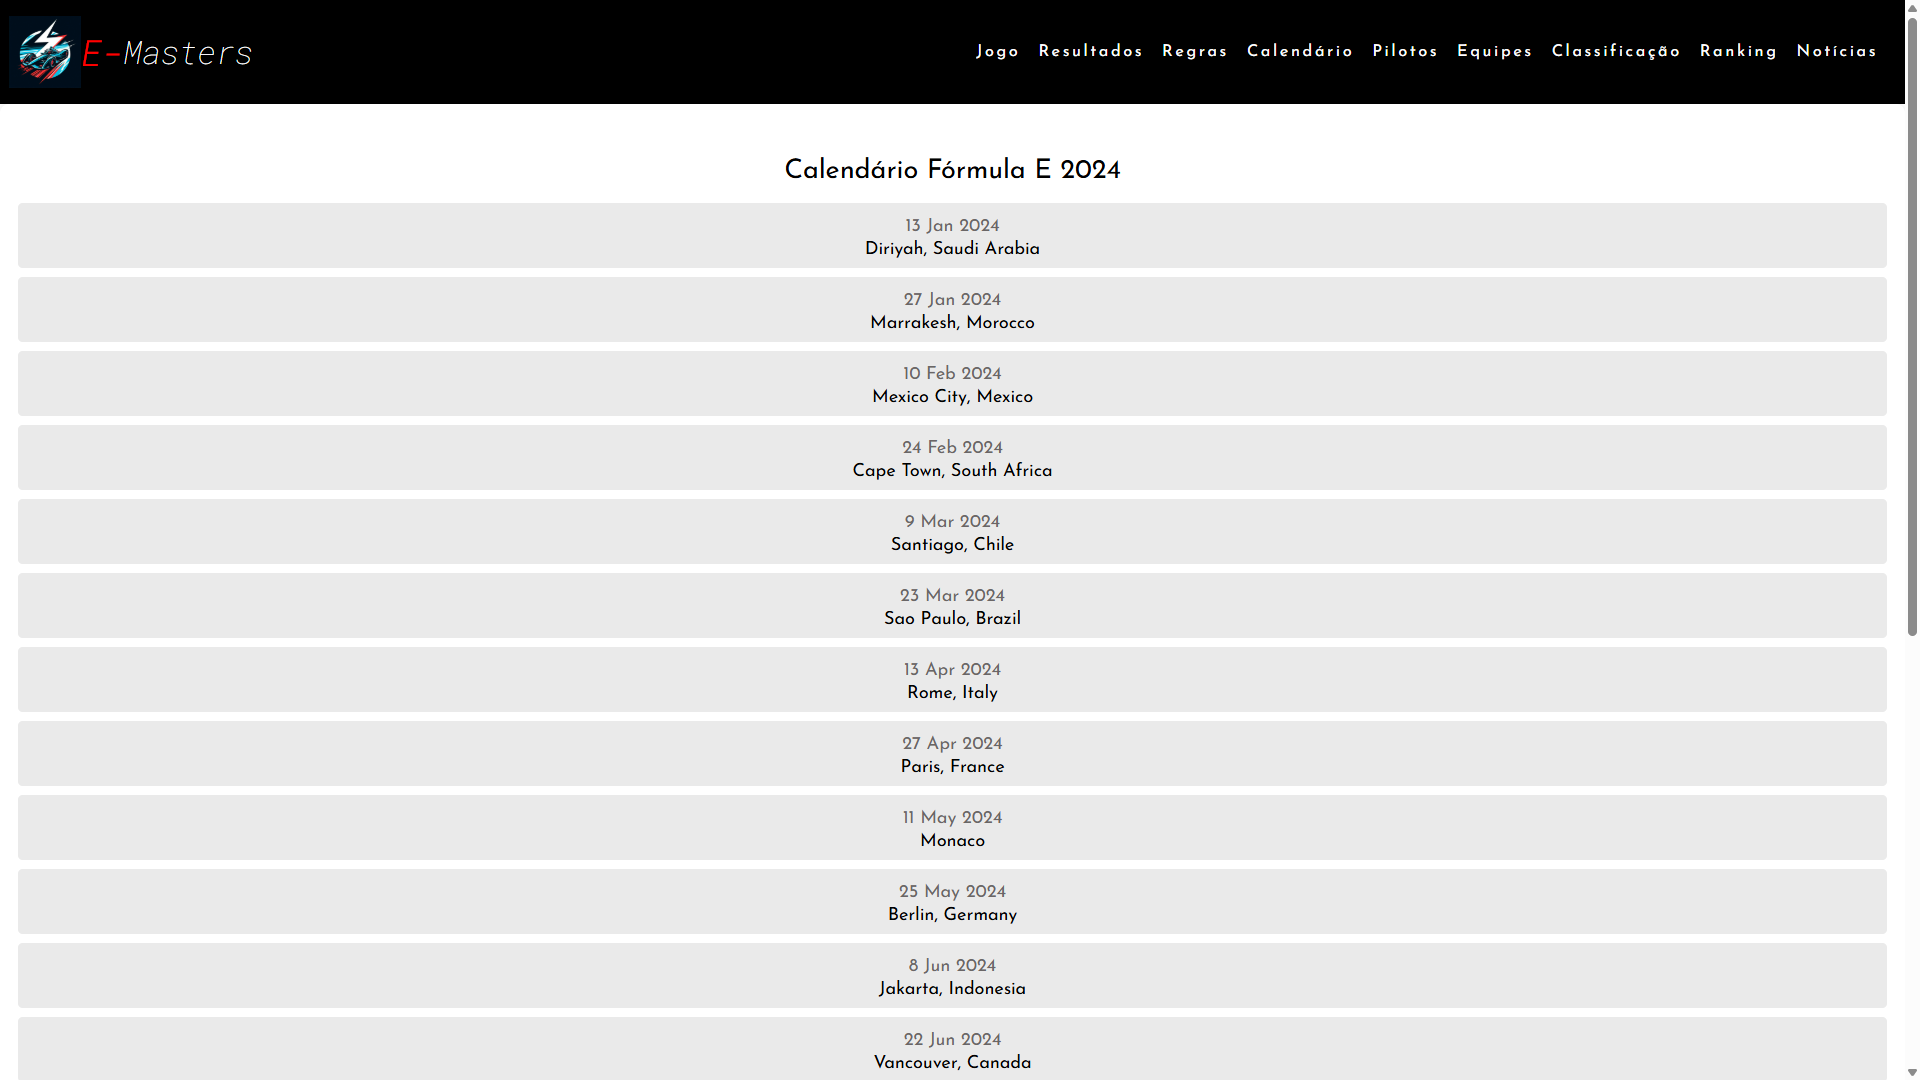 E-Masters
Jogo Resultados Regras Calendário Pilotos Equipes Classificação Ranking Notícias
Calendário Fórmula E 2024
13 Jan 2024
Diriyah, Saudi Arabia
27 Jan 2024
Marrakesh, Morocco
10 Feb 2024
Mexico City, Mexico
24 Feb 2024
Cape Town, South Africa
9 Mar 2024
Santiago, Chile
23 Mar 2024
Sao Paulo, Brazil
13 Apr 2024
Rome, Italy
27 Apr 2024
Paris, France
11 May 2024
Monaco
25 May 2024
Berlin, Germany
8 Jun 2024
Jakarta, Indonesia
22 Jun 2024
Vancouver, Canada